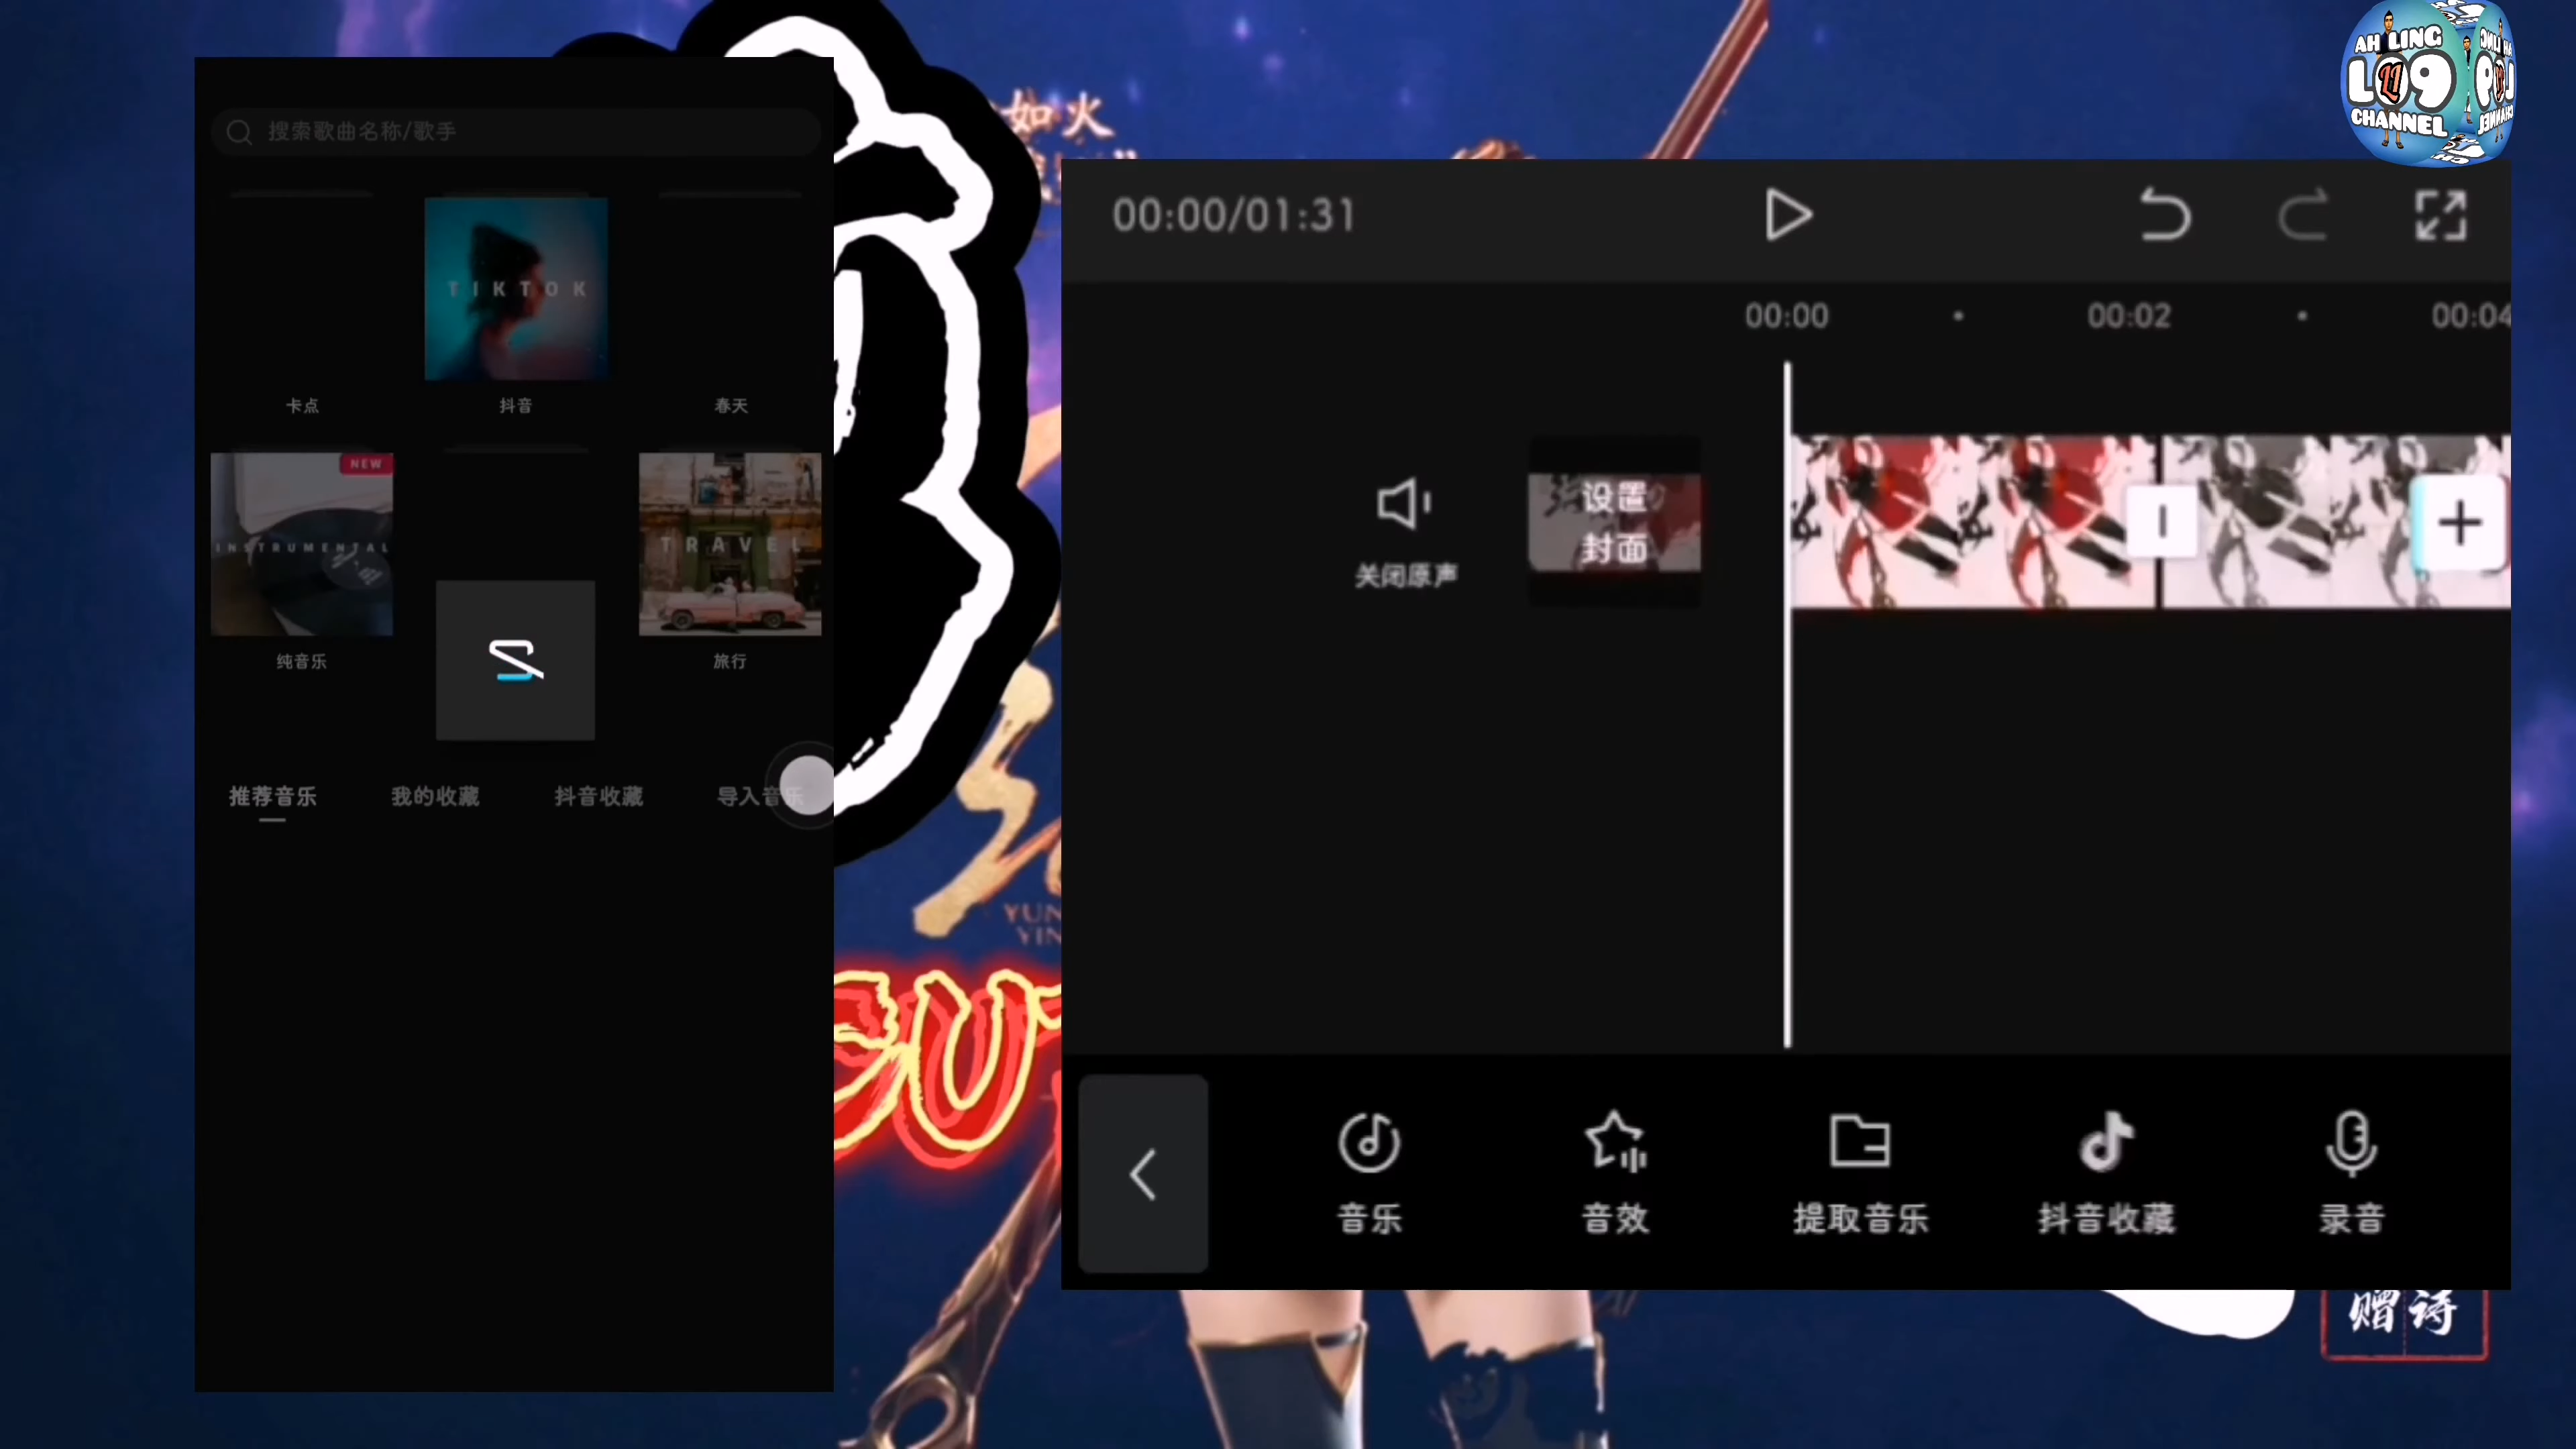 AH LING
L09
CHANNEL
如火
搜索歌曲名称/歌手
TIKTOK
卡点
抖音
春天
NEW
INSTRUMENTAL
TRAVEL
纯音乐
旅行
推荐音乐
我的收藏
抖音收藏
导入音乐
00:00/01:31
00:00
00:02
00:04
关闭原声
设置
封面
YUN
YIN
CUT
音乐
音效
提取音乐
抖音收藏
录音
赠诗